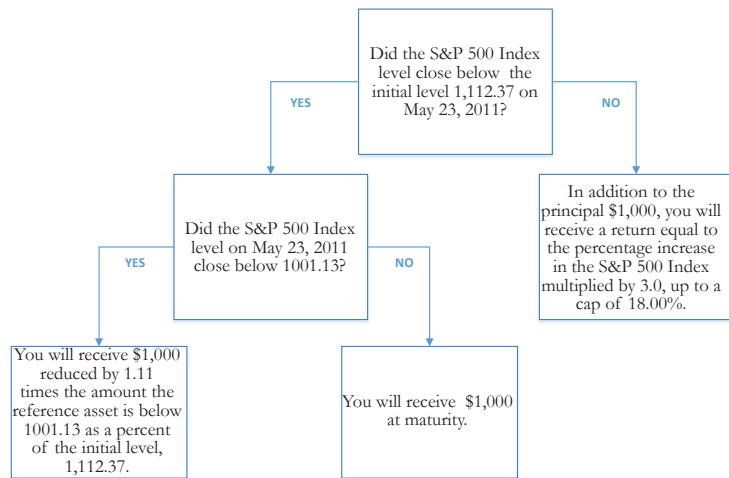 Did the S&P 500 Index
level close below the
initial level 1,112.37 on
May 23, 2011?
YES
NO
Did the S&P 500 Index
level on May 23, 2011
close below 1001.13?
In addition to the
principal $1,000, you will
receive a return equal to
the percentage increase
in the S&P 500 Index
multiplied by 3.0, up to a
cap of 18.00%.
YES
NO
You will receive $1,000
reduced by 1.11
times the amount the
reference asset is below
1001.13 as a percent
of the initial level,
1,112.37.
You will receive $1,000
at maturity.